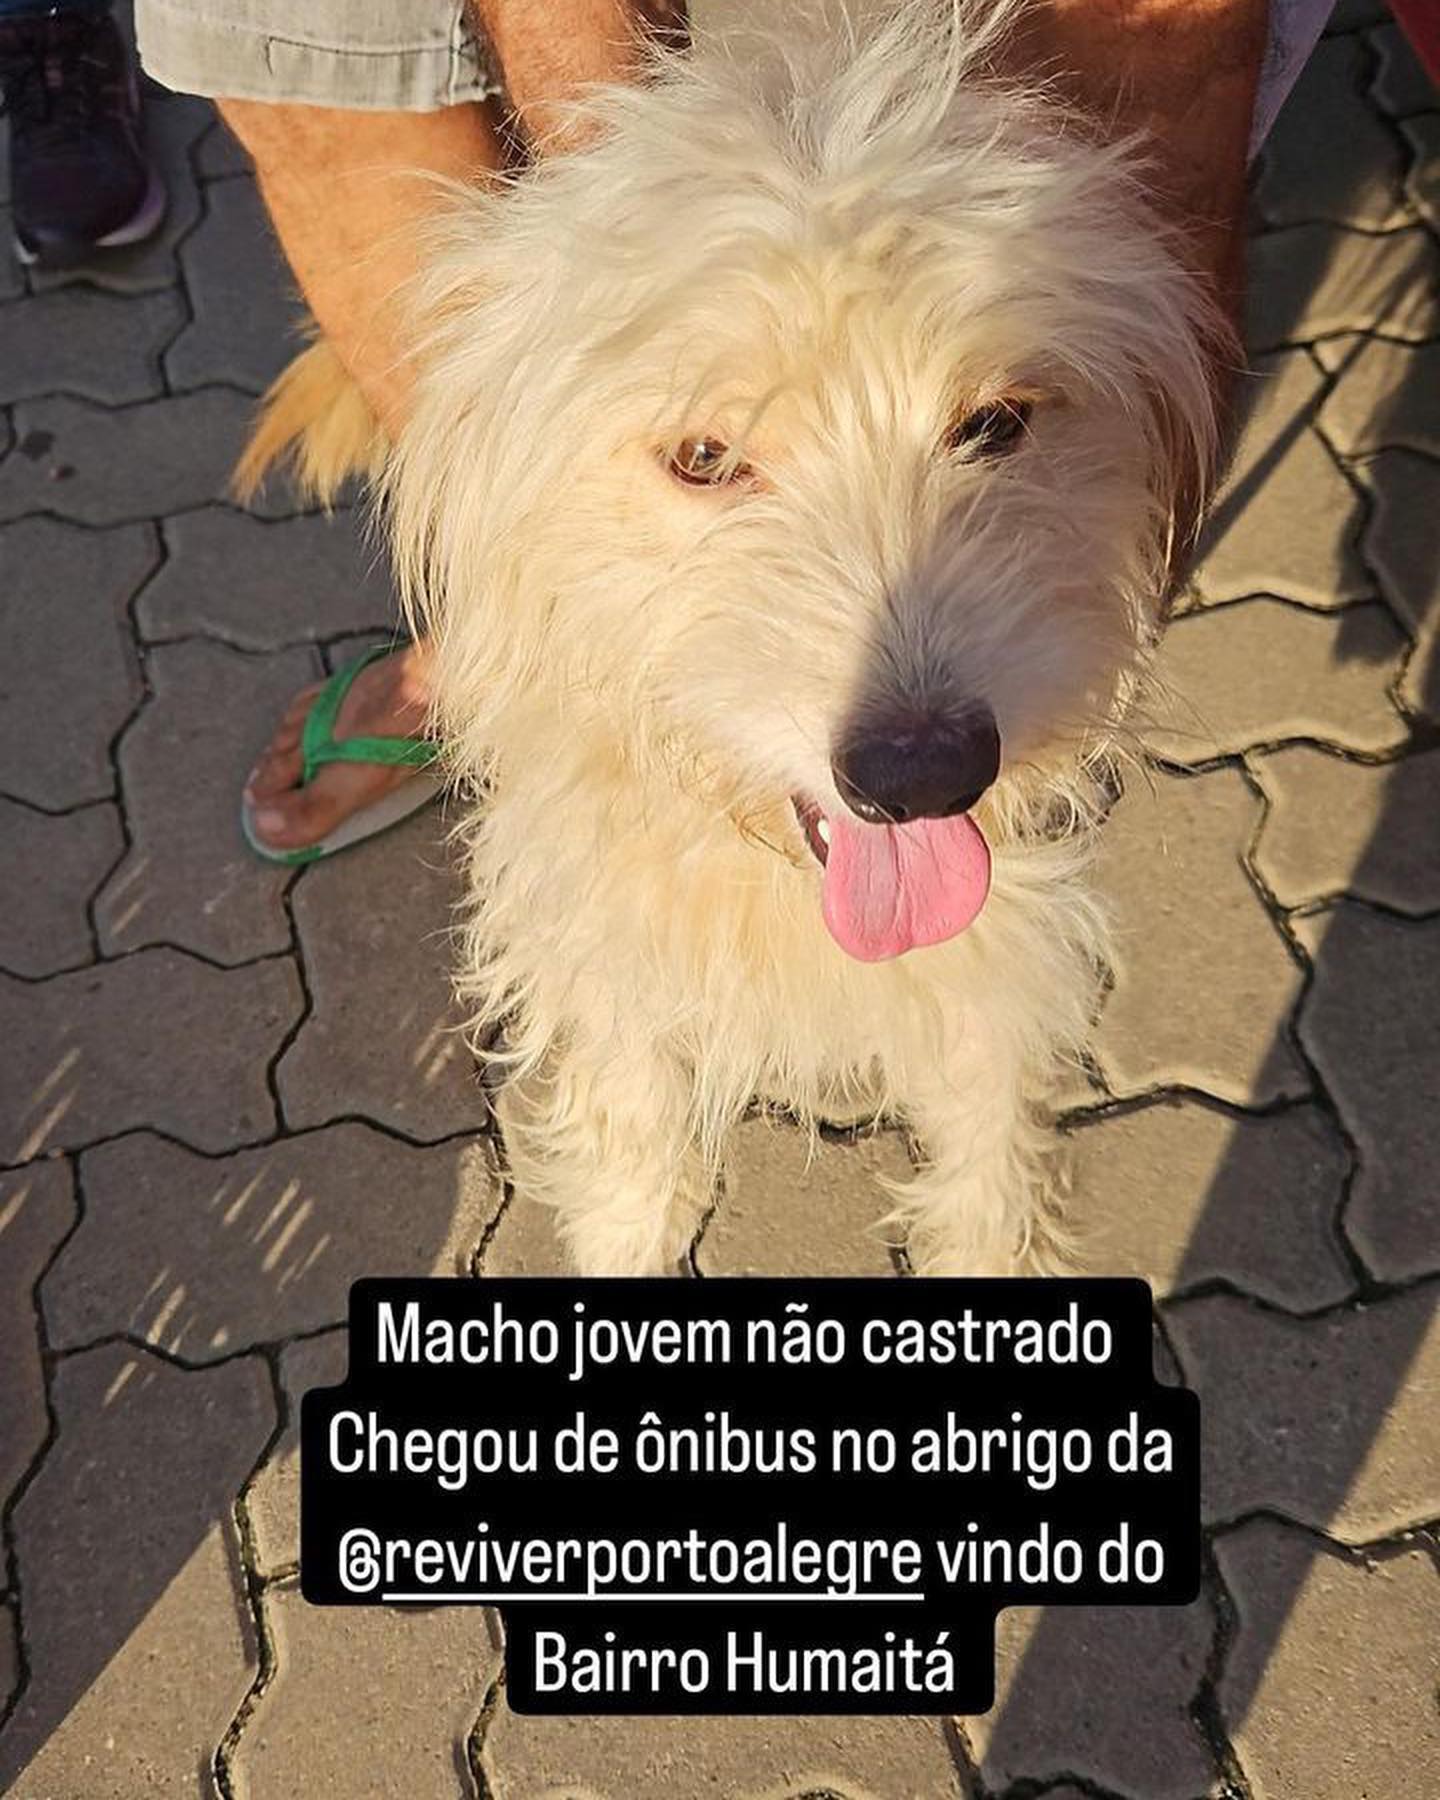 Macho jovem não castrado
Chegou de ônibus no abrigo da
@reviverportoalegre vindo do
Bairro Humaitá